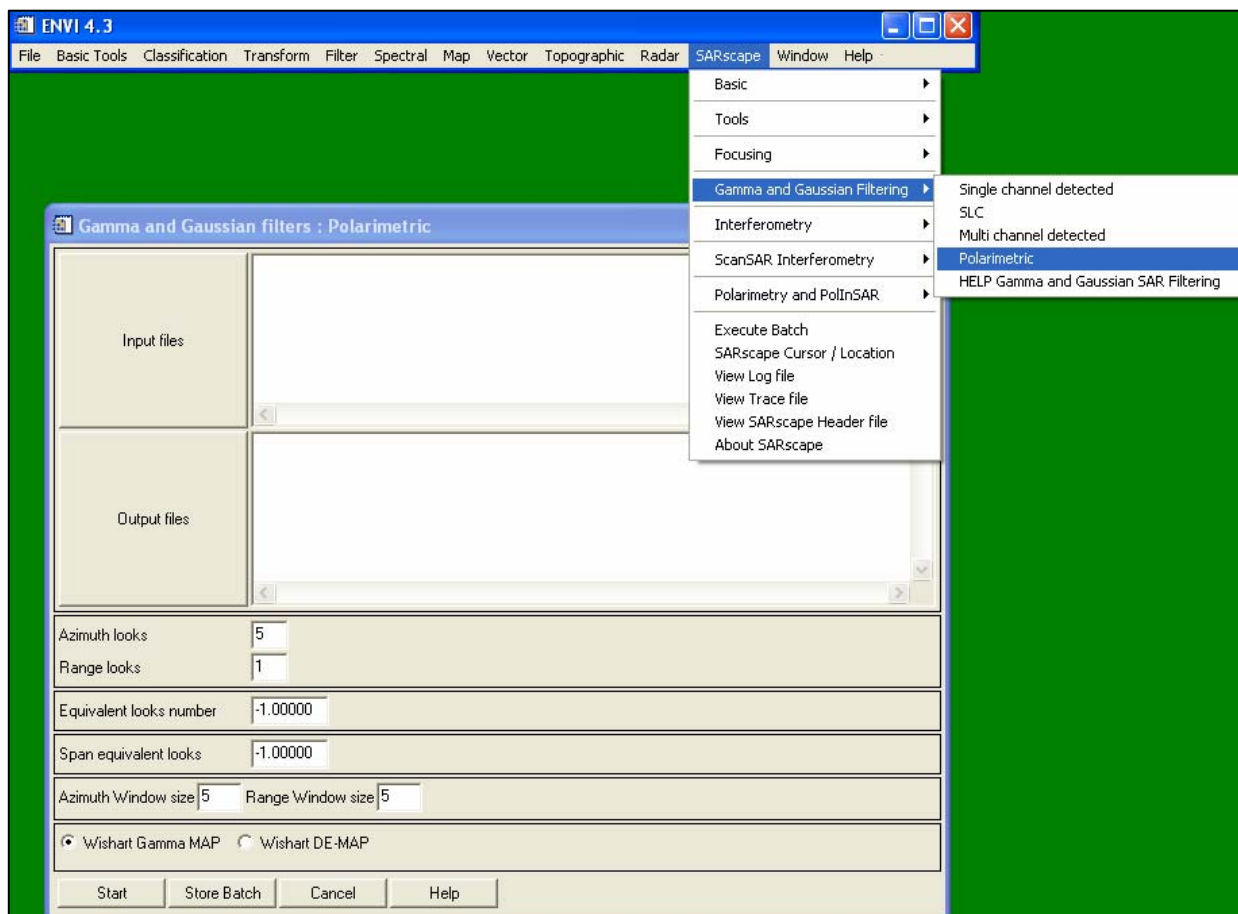 ENVI 4.3
File Basic Tools Classification Transform Filter Spectral Map Vector Topographic Radar SARscape Window Help
Basic
Tools
Focusing
Gamma and Gaussian Filtering
Interferometry
ScanSAR Interferometry
Polarimetry and PolInSAR
Execute Batch
SARscape Cursor / Location
View Log file
View Trace file
View SARscape Header file
About SARscape
Single channel detected
SLC
Multi channel detected
Polarimetric
HELP Gamma and Gaussian SAR Filtering
Gamma and Gaussian filters : Polarimetric
Input files
Output files
Azimuth looks 5
Range looks 1
Equivalent looks number -1.00000
Span equivalent looks -1.00000
Azimuth Window size 5 Range Window size 5
Wishart Gamma MAP Wishart DE-MAP
Start Store Batch Cancel Help